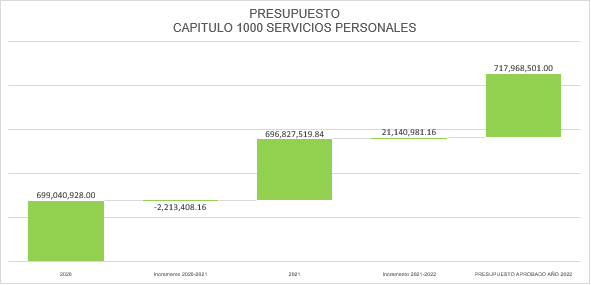 PRESUPUESTO
CAPITULO 1000 SERVICIOS PERSONALES
717,968,501.00
696,827,519.84
21,140,981.16
699,040,928.00
-2,213,408.16
2020
Incremento 2020-2021
2021
Incremento 2021-2022
PRESUPUESTO APROBADO AÑO 2022